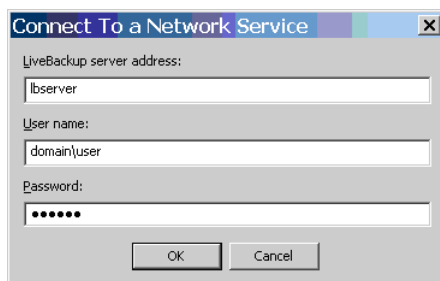 Connect To a Network Service
LiveBackup server address:
lbserver
User name:
domain\user
Password:
●●●●●●
OK Cancel